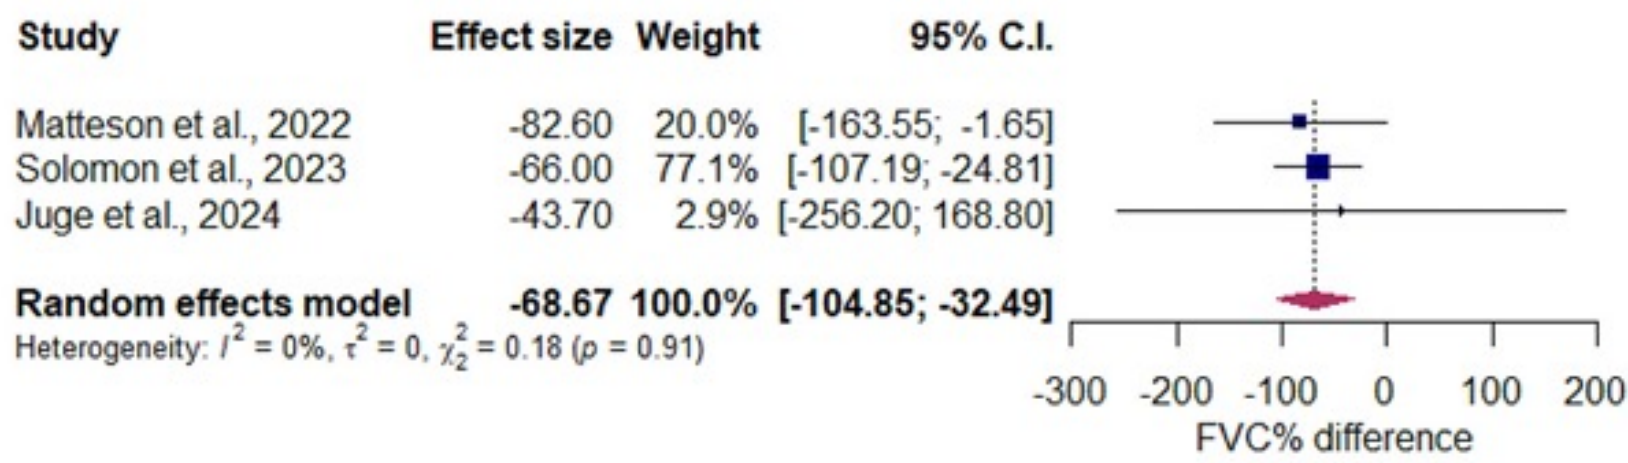 Study Effect size Weight 95% C.I.
Matteson et al., 2022 -82.60 20.0% [-163.55; -1.65]
Solomon et al., 2023 -66.00 77.1% [-107.19; -24.81]
Juge et al., 2024 -43.70 2.9% [-256.20; 168.80]
Random effects model -68.67 100.0% [-104.85; -32.49]
Heterogeneity: I² = 0%, τ² = 0, χ²₂ = 0.18 (p = 0.91)
-300 -200 -100 0 100 200
FVC% difference